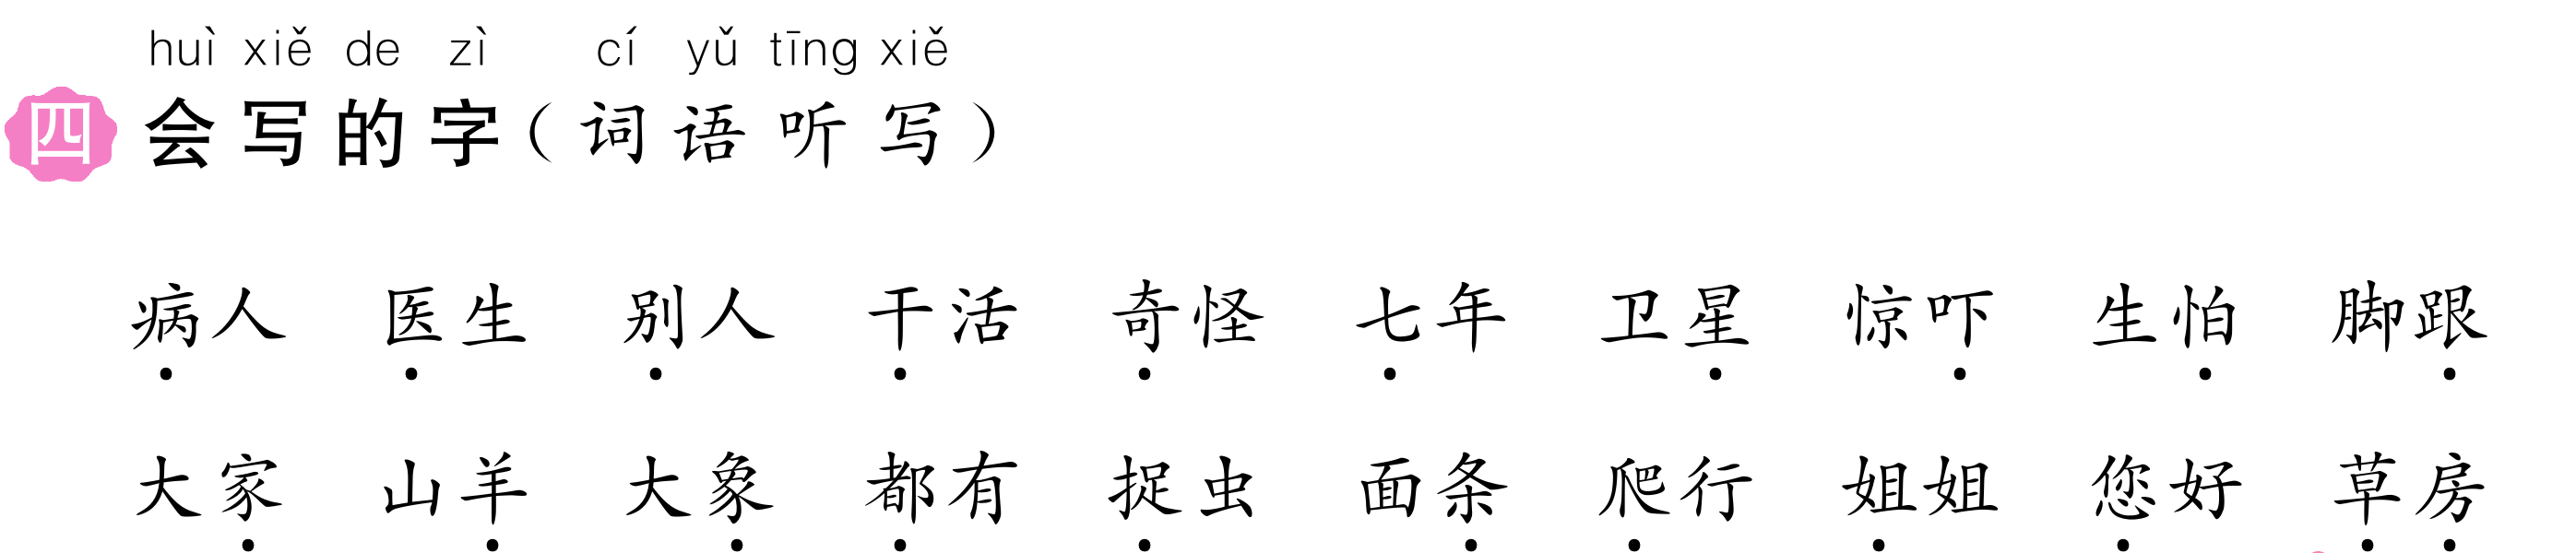 huì xiě de zì cí yǔ tīng xiě
四 会写的字（词语听写）
病人 医生 别人 干活 奇怪 七年 卫星 惊吓 生怕 脚跟
大家 山羊 大象 都有 捉虫 面条 爬行 姐姐 您好 草房